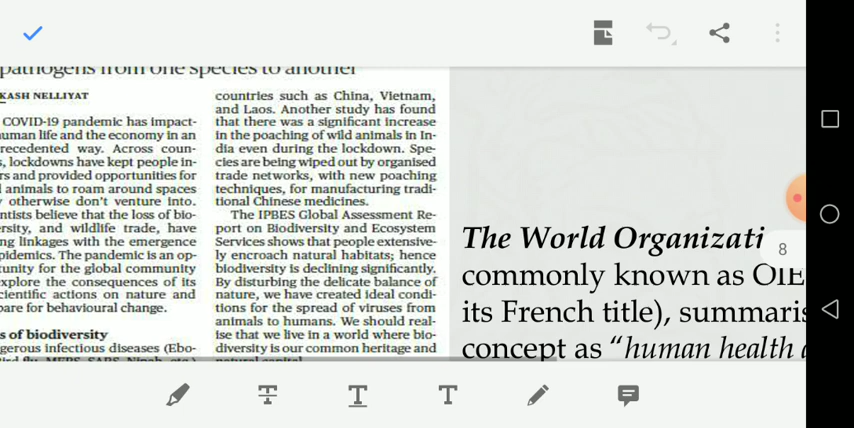 pathogens from one species to another
KASH NELLIYAT
COVID-19 pandemic has impact-
uman life and the economy in an
recedented way. Across coun-
s, lockdowns have kept people in-
rs and provided opportunities for
l animals to roam around spaces
y otherwise don't venture into.
ntists believe that the loss of bio-
ersity, and wildlife trade, have
ng linkages with the emergence
pidemics. The pandemic is an op-
tunity for the global community
explore the consequences of its
cientific actions on nature and
pare for behavioural change.
s of biodiversity
gerous infectious diseases (Ebo-
Bird flu, MERS, SARS, Nipah, etc.)
countries such as China, Vietnam,
and Laos. Another study has found
that there was a significant increase
in the poaching of wild animals in In-
dia even during the lockdown. Spe-
cies are being wiped out by organised
trade networks, with new poaching
techniques, for manufacturing tradi-
tional Chinese medicines.
The IPBES Global Assessment Re-
port on Biodiversity and Ecosystem
Services shows that people extensive-
ly encroach natural habitats; hence
biodiversity is declining significantly.
By disturbing the delicate balance of
nature, we have created ideal condi-
tions for the spread of viruses from
animals to humans. We should real-
ise that we live in a world where bio-
diversity is our common heritage and
natural capital.
The World Organizati
commonly known as OIE
its French title), summaris
concept as "human health a
8